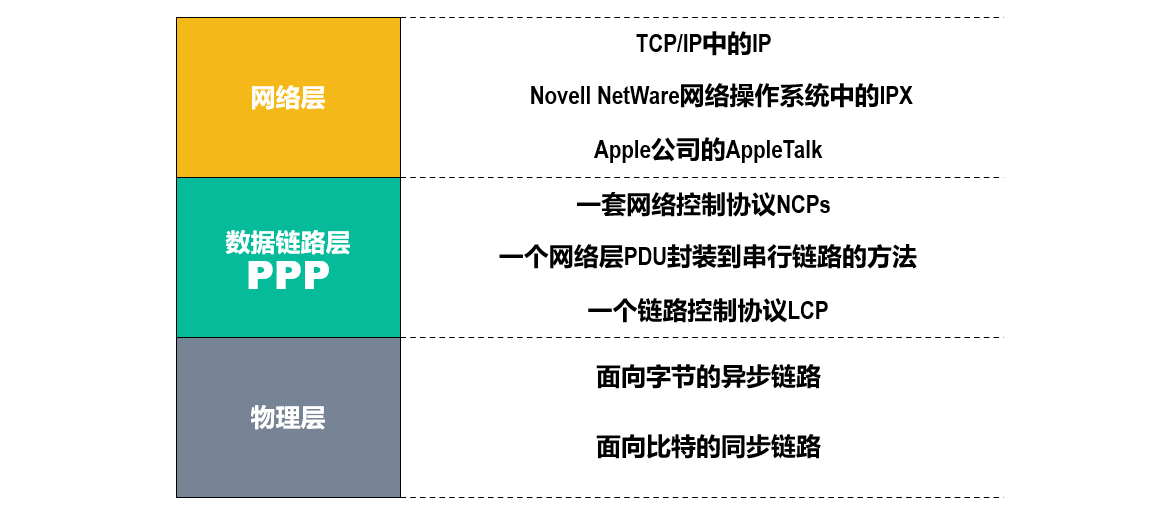 网络层
TCP/IP中的IP
Novell NetWare网络操作系统中的IPX
Apple公司的AppleTalk
数据链路层
PPP
一套网络控制协议NCPs
一个网络层PDU封装到串行链路的方法
一个链路控制协议LCP
物理层
面向字节的异步链路
面向比特的同步链路